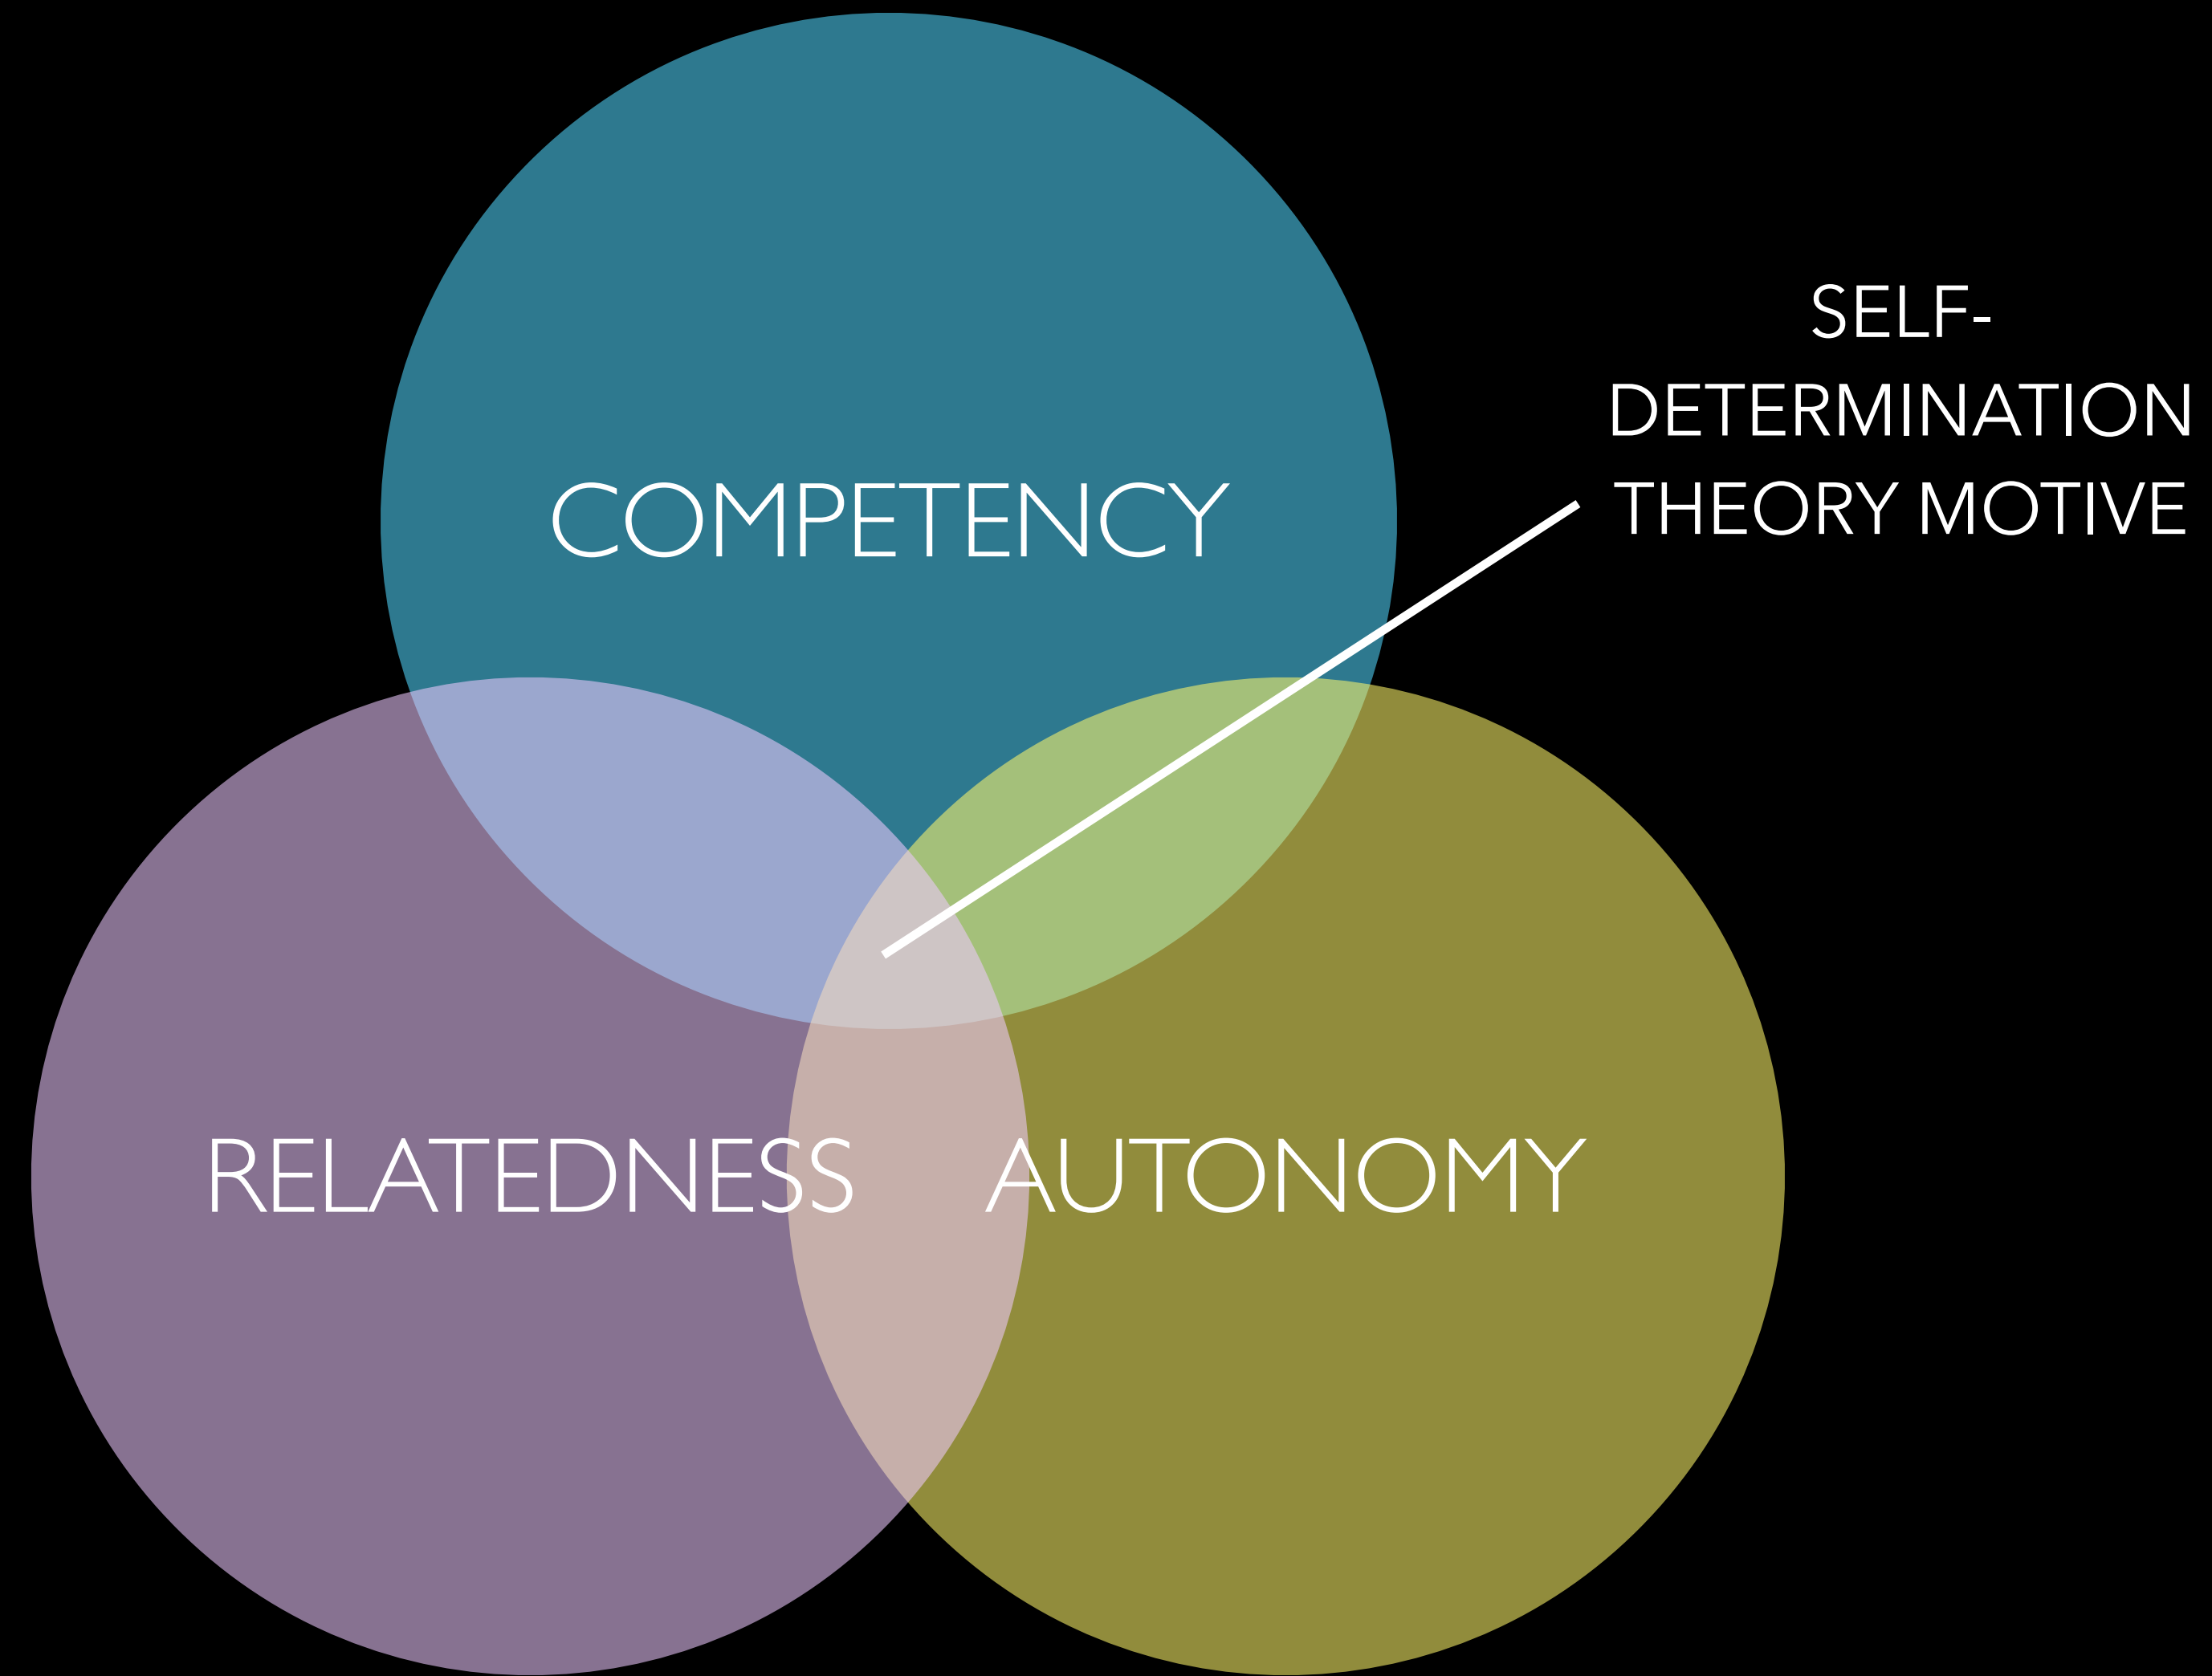 SELF-
DETERMINATION
THEORY MOTIVE
COMPETENCY
RELATEDNESS
AUTONOMY